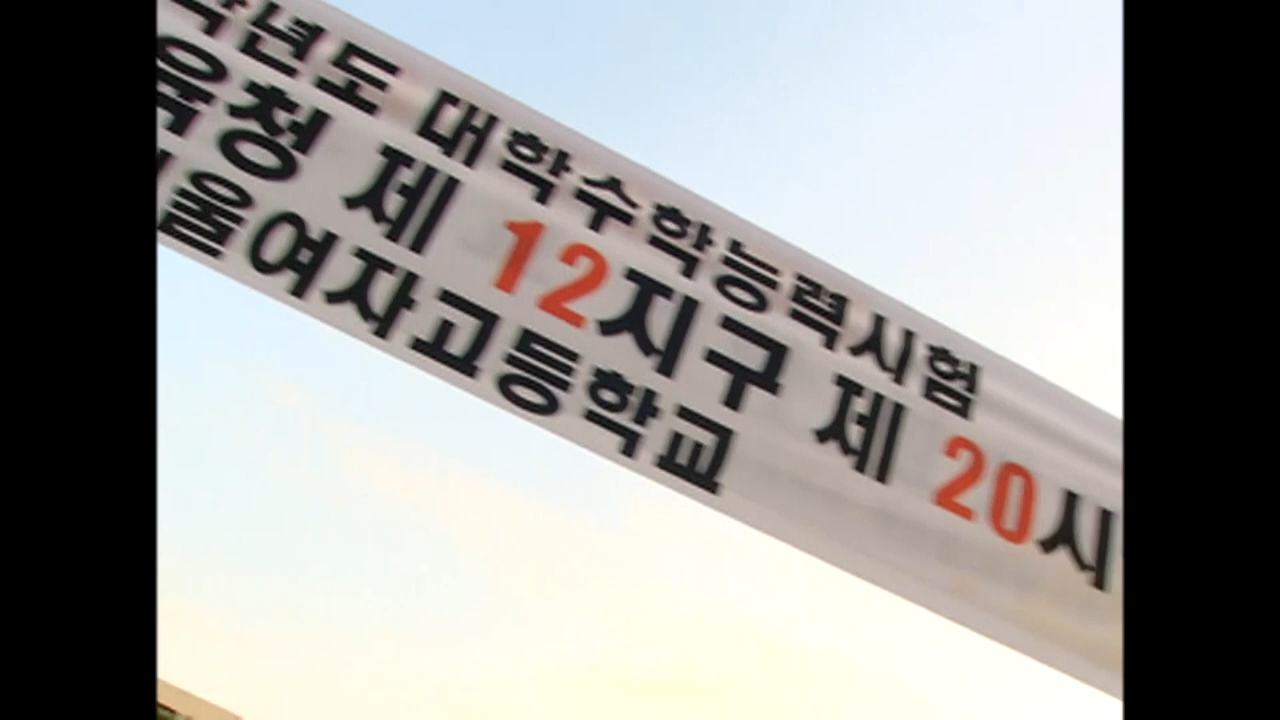 학년도 대학수학능력시험
육청 제 12지구 제 20시
울여자고등학교